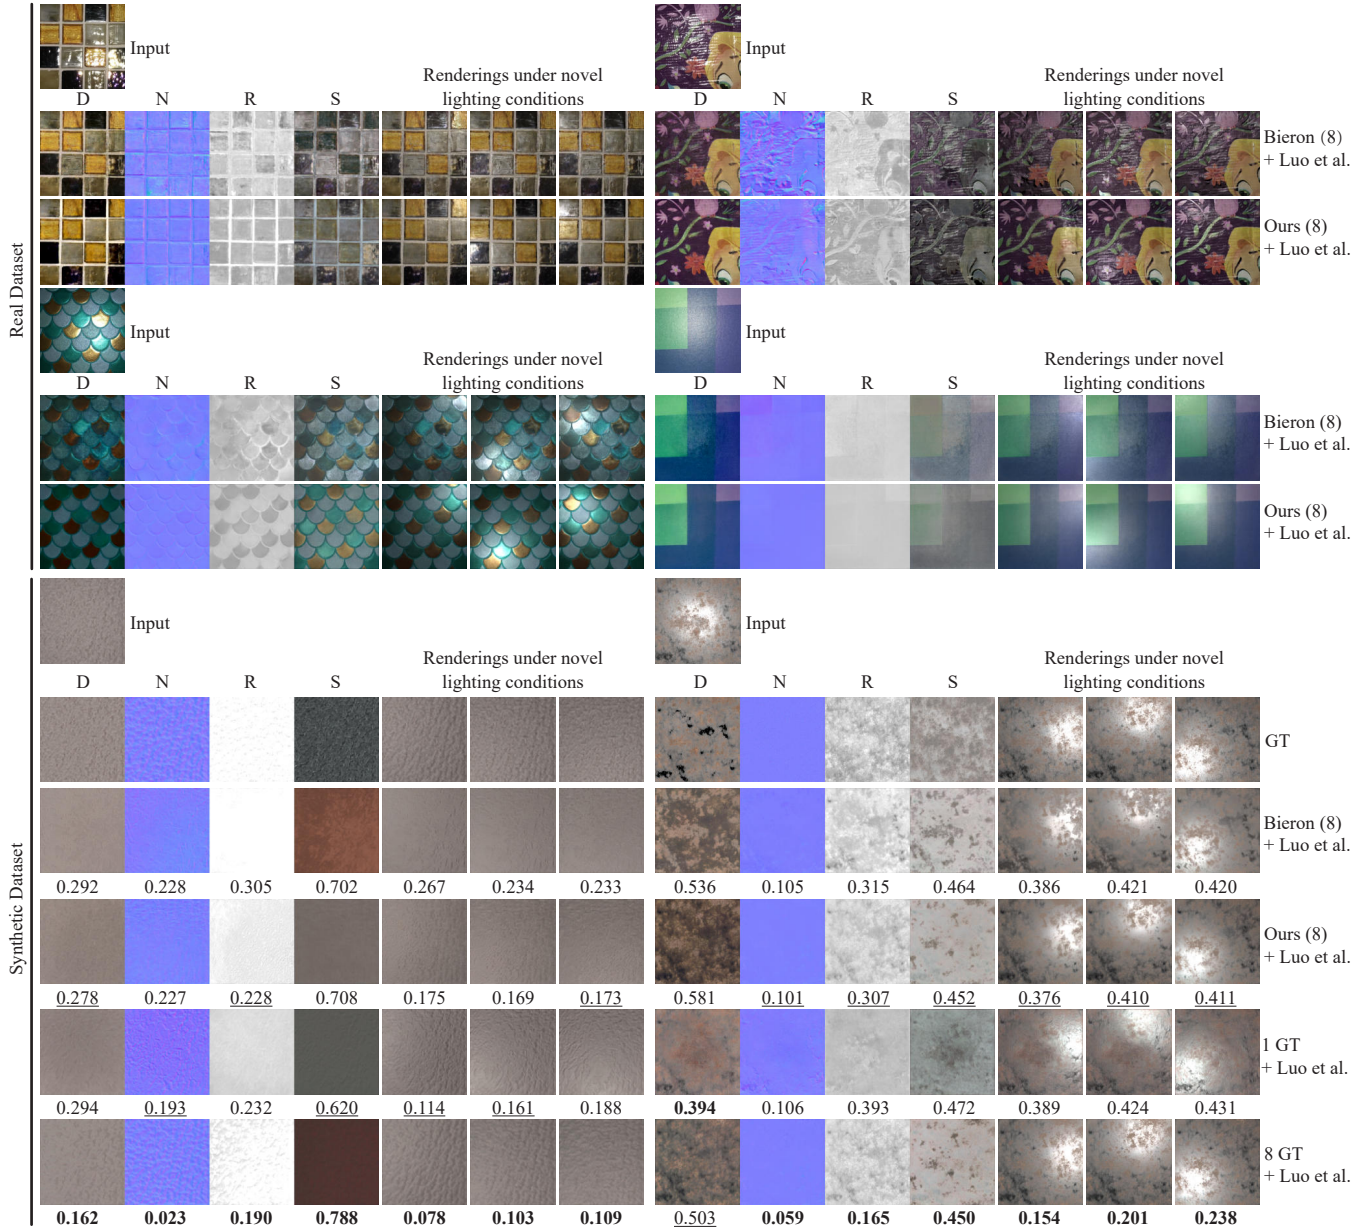 Real Dataset
Input
Input
Renderings under novel
lighting conditions
D N R S
Renderings under novel
lighting conditions
D N R S
Bieron (8)
+ Luo et al.
Ours (8)
+ Luo et al.
Input
Input
Renderings under novel
lighting conditions
D N R S
Renderings under novel
lighting conditions
D N R S
Bieron (8)
+ Luo et al.
Ours (8)
+ Luo et al.
Synthetic Dataset
Input
Input
Renderings under novel
lighting conditions
D N R S
Renderings under novel
lighting conditions
D N R S
GT
Bieron (8)
+ Luo et al.
0.292 0.228 0.305 0.702 0.267 0.234 0.233 0.536 0.105 0.315 0.464 0.386 0.421 0.420
Ours (8)
+ Luo et al.
0.278 0.227 0.228 0.708 0.175 0.169 0.173 0.581 0.101 0.307 0.452 0.376 0.410 0.411
1 GT
+ Luo et al.
0.294 0.193 0.232 0.620 0.114 0.161 0.188 0.394 0.106 0.393 0.472 0.389 0.424 0.431
8 GT
+ Luo et al.
0.162 0.023 0.190 0.788 0.078 0.103 0.109 0.503 0.059 0.165 0.450 0.154 0.201 0.238